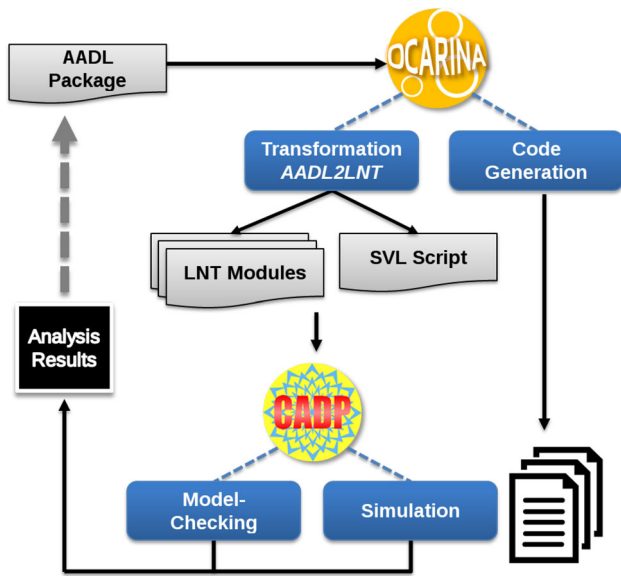 AADL
Package
OCARINA
Transformation
AADL2LNT
Code
Generation
LNT Modules
SVL Script
Analysis
Results
CADP
Model-
Checking
Simulation